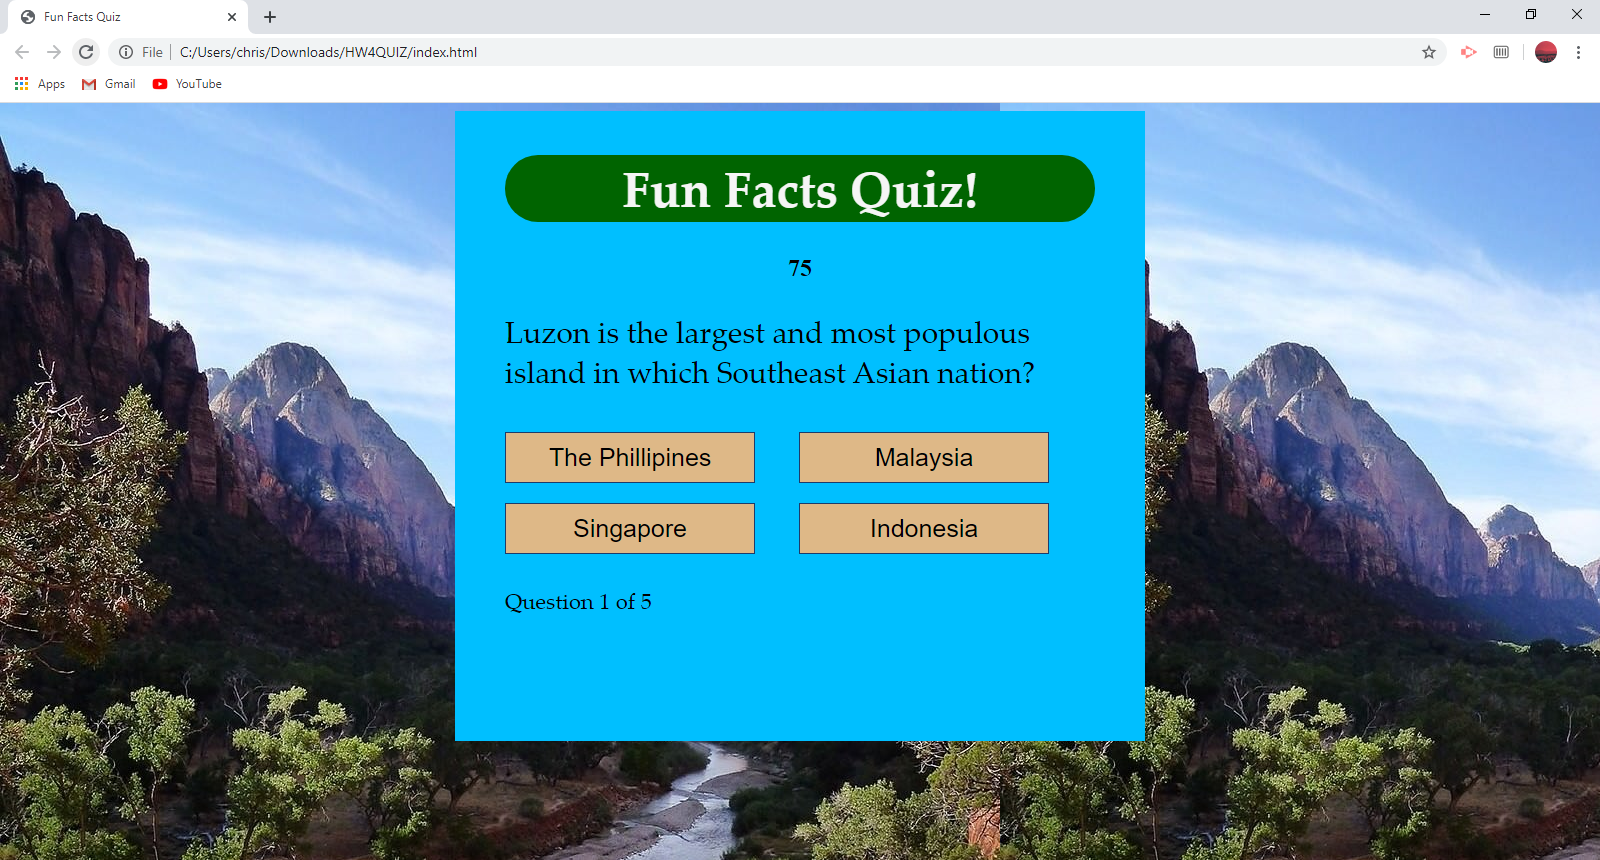 Fun Facts Quiz
File C:/Users/chris/Downloads/HW4QUIZ/index.html
Apps Gmail YouTube
Fun Facts Quiz!
75
Luzon is the largest and most populous
island in which Southeast Asian nation?
The Phillipines Malaysia
Singapore Indonesia
Question 1 of 5